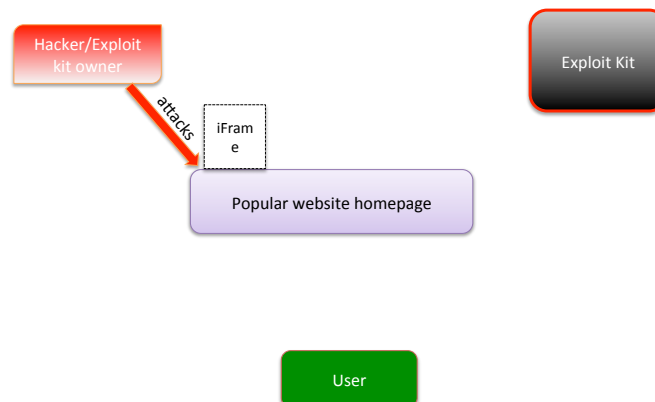 Hacker/Exploit
kit owner
Exploit Kit
attacks
iFram
e
Popular website homepage
User